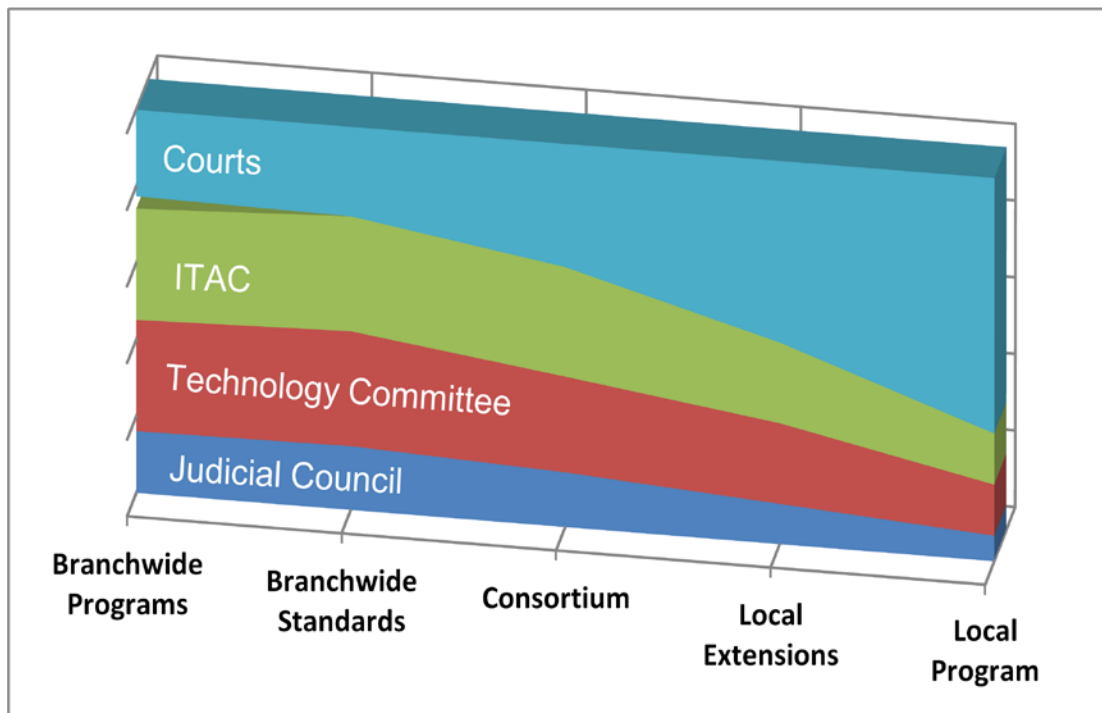 Courts
ITAC
Technology Committee
Judicial Council
Branchwide
Programs
Branchwide
Standards
Consortium
Local
Extensions
Local
Program